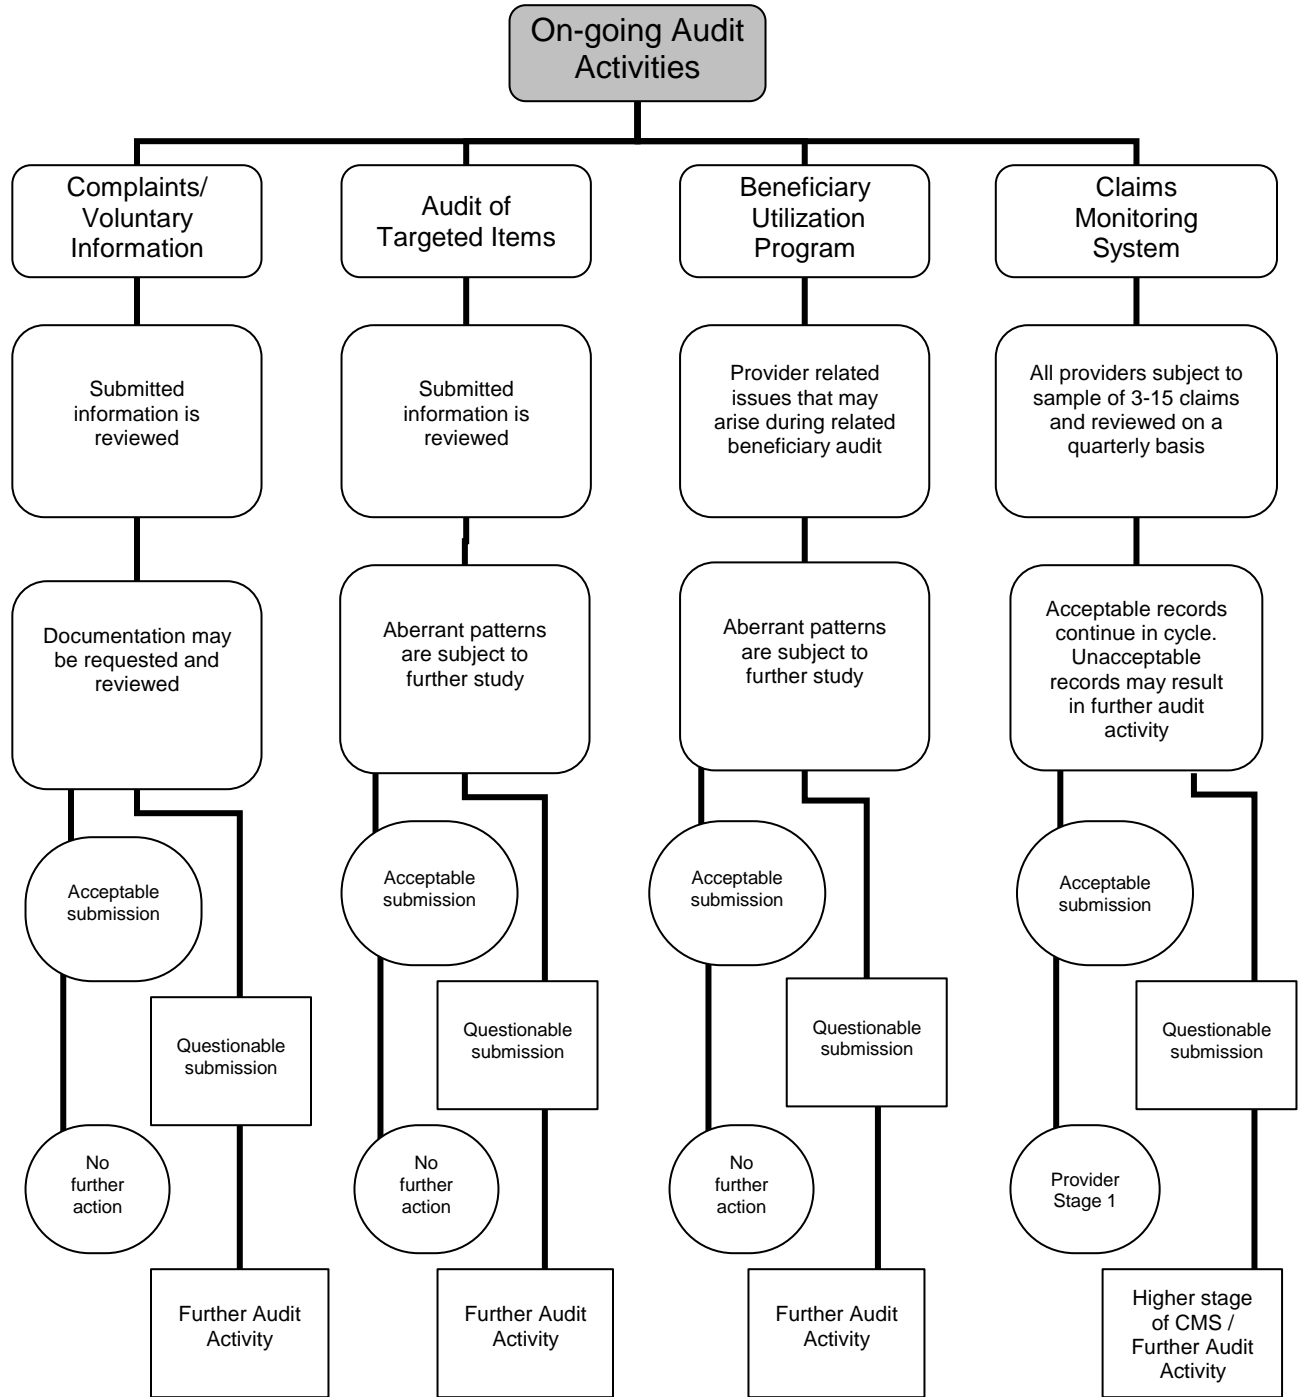 On-going Audit
Activities
Complaints/
Voluntary
Information
Audit of
Targeted Items
Beneficiary
Utilization
Program
Claims
Monitoring
System
Submitted
information is
reviewed
Submitted
information is
reviewed
Provider related
issues that may
arise during related
beneficiary audit
All providers subject to
sample of 3-15 claims
and reviewed on a
quarterly basis
Documentation may
be requested and
reviewed
Aberrant patterns
are subject to
further study
Aberrant patterns
are subject to
further study
Acceptable records
continue in cycle.
Unacceptable
records may result
in further audit
activity
Acceptable
submission
Acceptable
submission
Acceptable
submission
Acceptable
submission
Questionable
submission
Questionable
submission
Questionable
submission
Questionable
submission
No
further
action
No
further
action
No
further
action
Provider
Stage 1
Further Audit
Activity
Further Audit
Activity
Further Audit
Activity
Higher stage
of CMS /
Further Audit
Activity